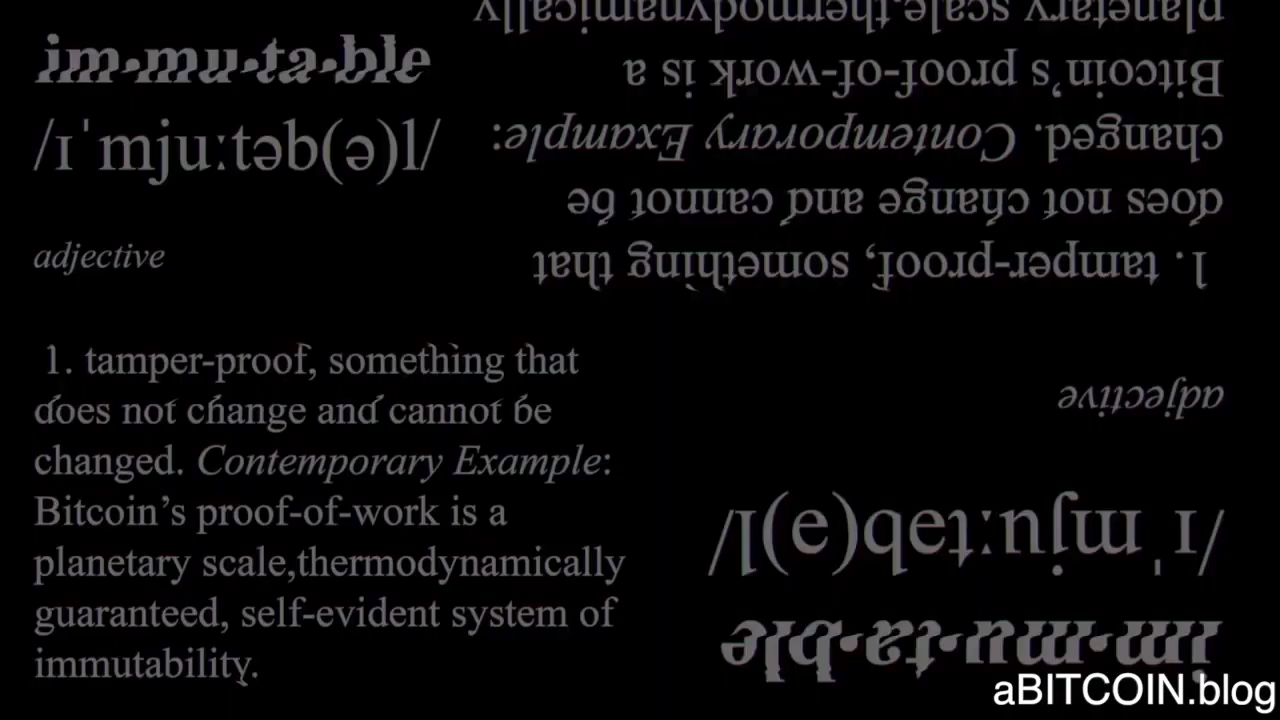 im·mu·ta·ble
/ɪˈmjuːtəb(ə)l/
adjective
1. tamper-proof, something that
does not change and cannot be
changed. Contemporary Example:
Bitcoin’s proof-of-work is a
planetary scale,thermodynamically
guaranteed, self-evident system of
immutability.
im·mu·ta·ble
/ɪˈmjuːtəb(ə)l/
adjective
1. tamper-proof, something that
does not change and cannot be
changed. Contemporary Example:
Bitcoin’s proof-of-work is a
planetary scale,thermodynamically
aBITCOIN.blog